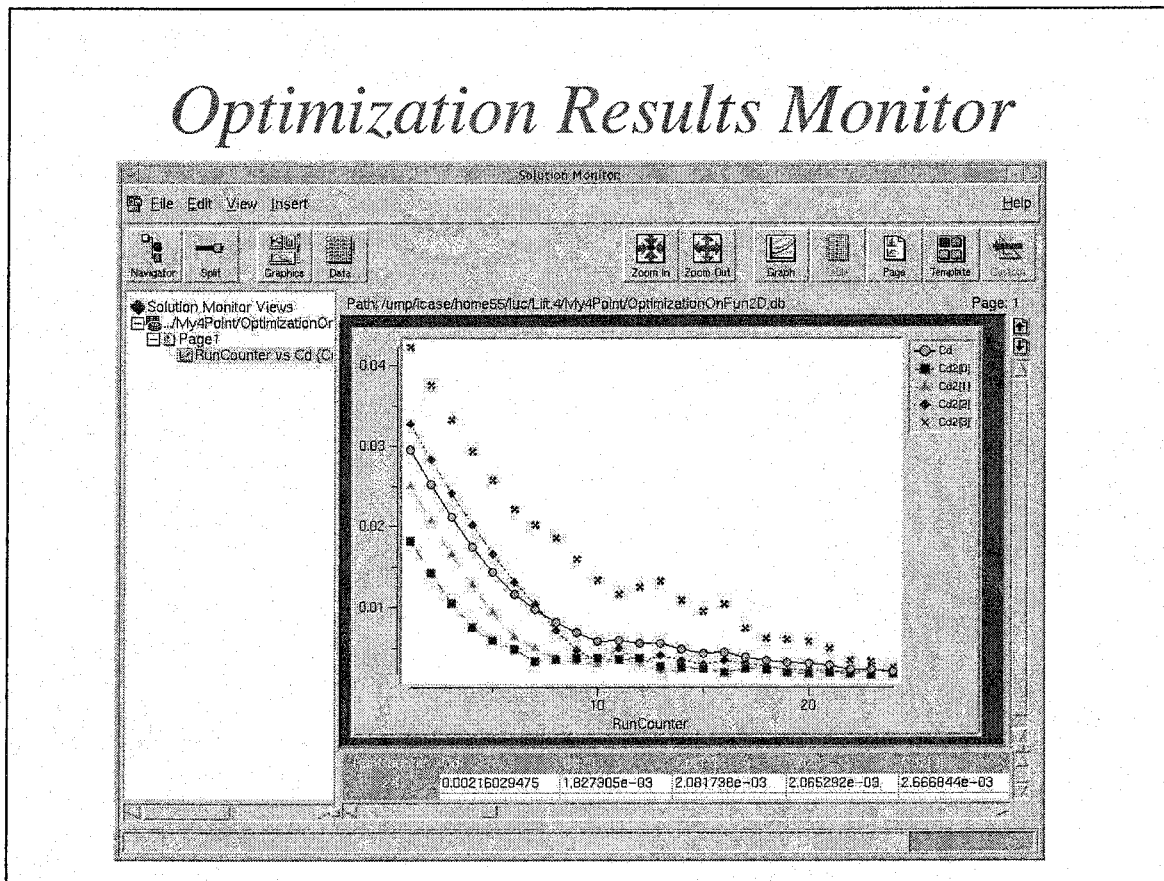 Optimization Results Monitor
Solution Monitor
File Edit View Insert Help
Navigator Split Graphics Data Zoom In Zoom Out Graph Page Template
Solution Monitor Views
../My4Point/OptimizationOr
Page1
RunCounter vs Cd {C
Path: /ump/icase/home55/luc/Lift.4/My4Point/OptimizationOnFun2D.db Page: 1
Cd
Cd2[0]
Cd2[1]
Cd2[2]
Cd2[3]
0.04
0.03
0.02
0.01
10 20
RunCounter
0.00216029475 1.827305e-03 2.081738e-03 2.065292e-03 2.666844e-03